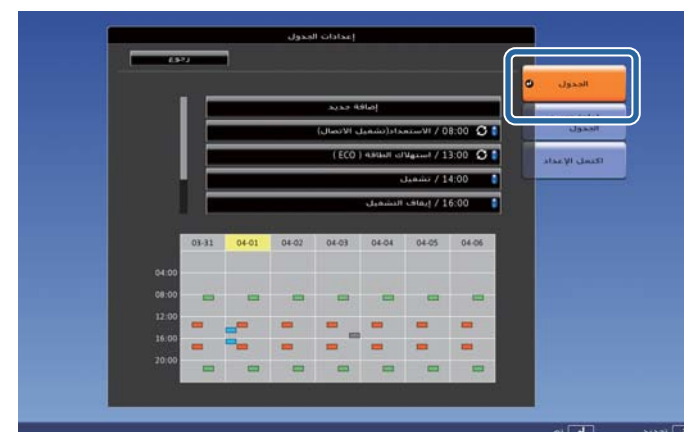 إعدادات الجدول
رجوع
الجدول
الجدول
اكتمل الإعداد
إضافة جديد
08:00 / الاستعداد(تشغيل الاتصال)
13:00 / استهلاك الطاقة ( ECO )
14:00 / تشغيل
16:00 / إيقاف التشغيل
03-31 04-01 04-02 04-03 04-04 04-05 04-06
04:00
08:00
12:00
16:00
20:00
تحديد